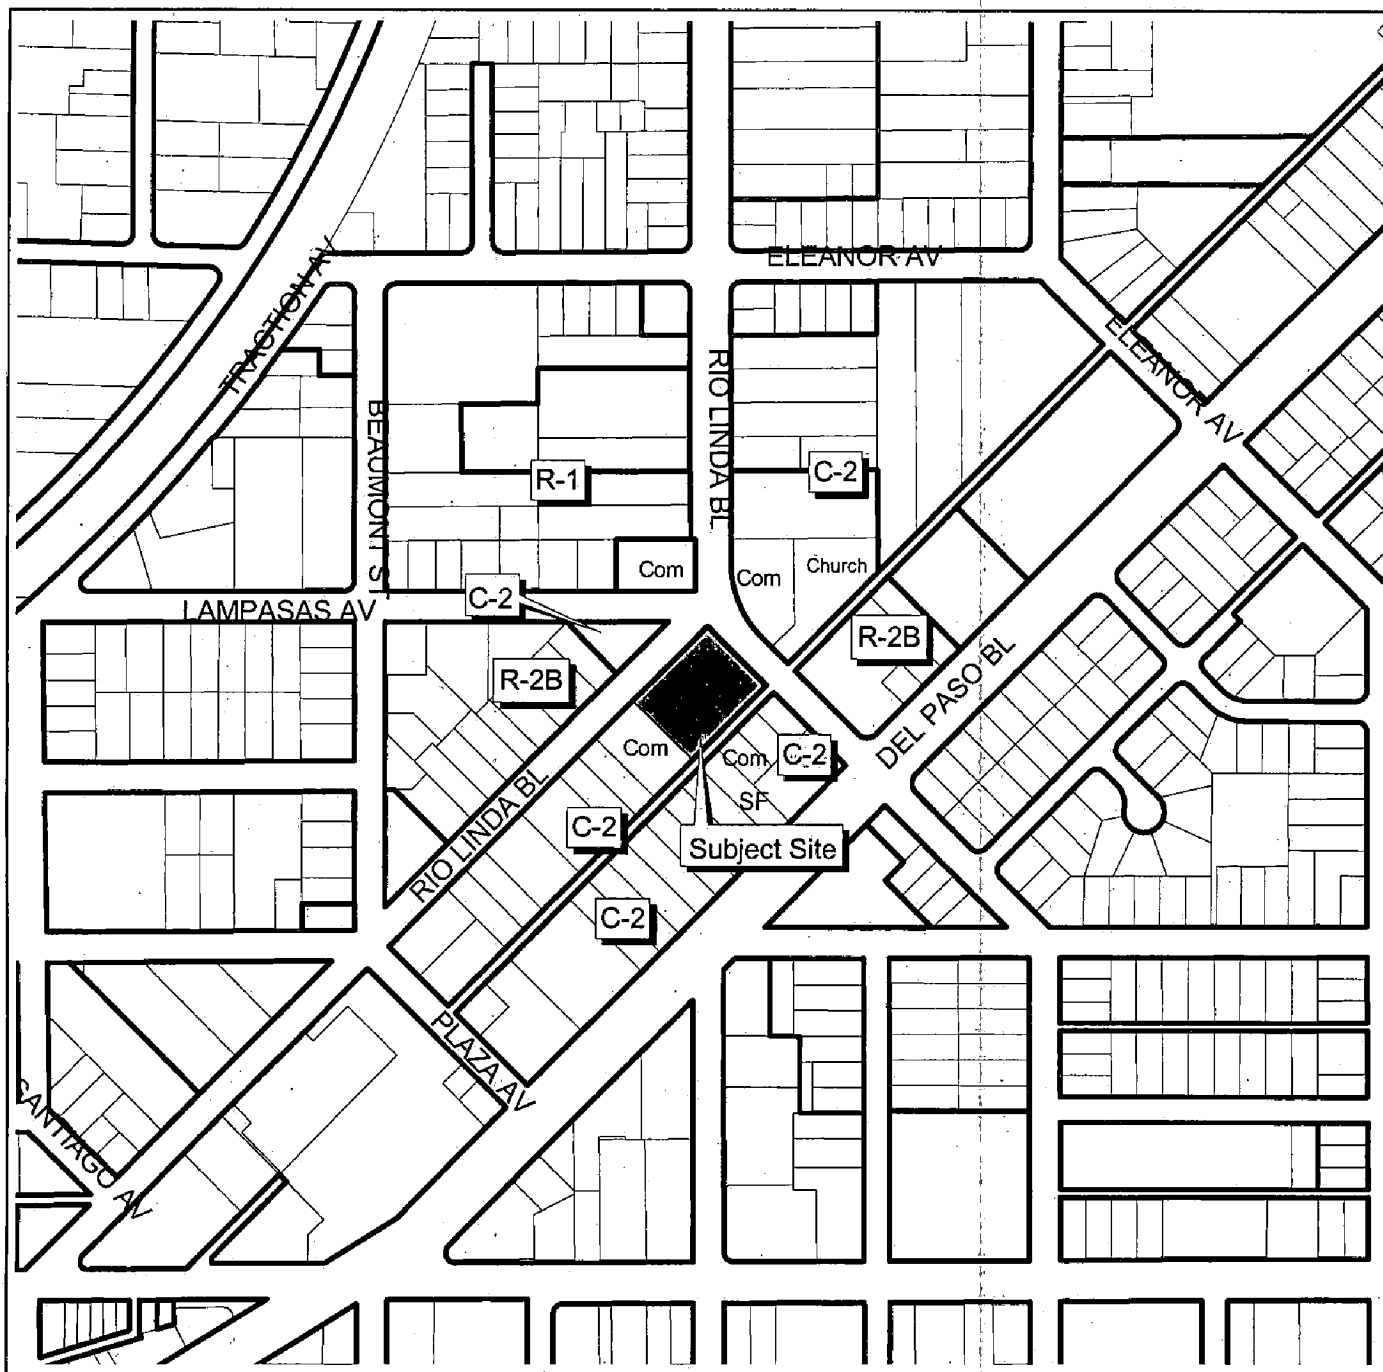 ELEANOR AV
TRACTION AV
ELEANOR AV
RIO LINDA BL
BEAUMONT ST
C-2
R-1
Church
Com
Com
C-2
LAMPASAS AV
R-2B
DEL PASO BL
R-2B
Com
Com
C-2
RIO LINDA BL
SF
C-2
Subject Site
C-2
PLAZA AV
SANTIAGO AV